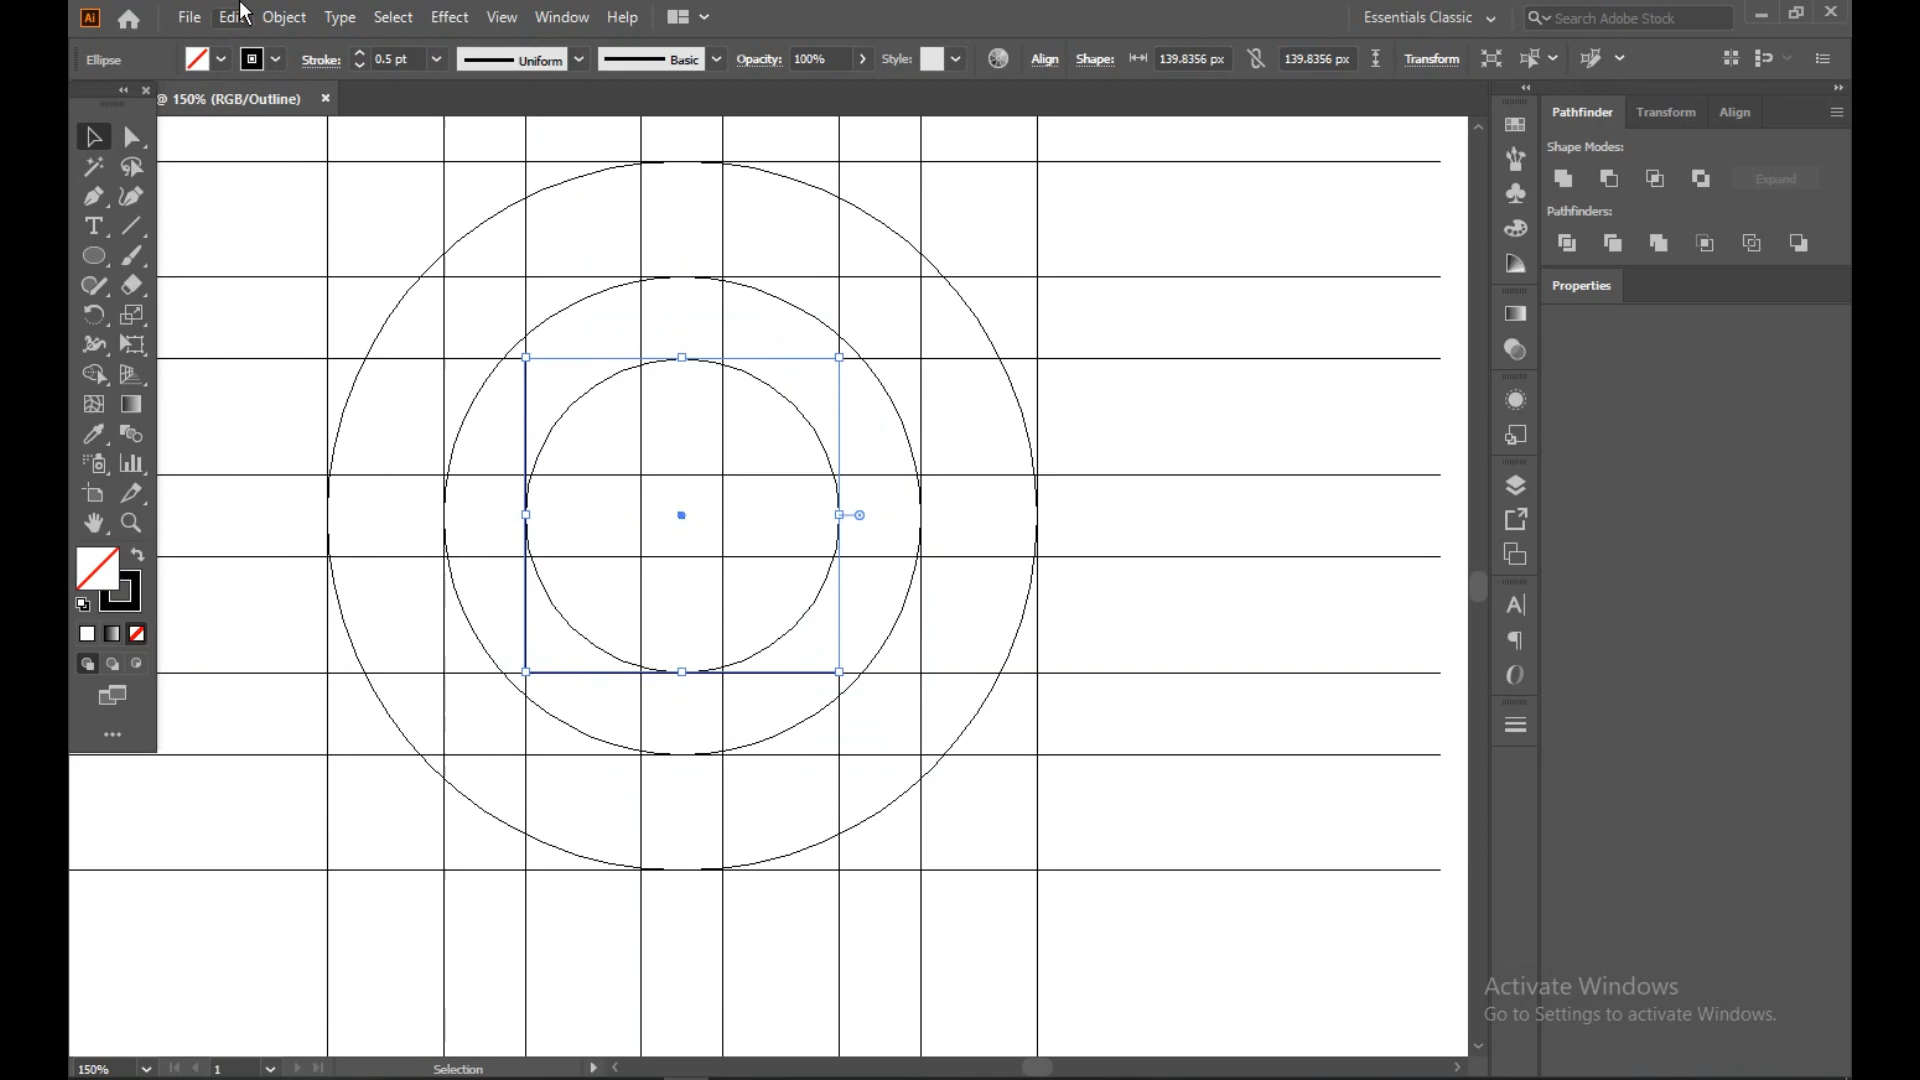 Ai File Edit Object Type Select Effect View Window Help Essentials Classic Search Adobe Stock
Ellipse Stroke: 0.5 pt Uniform Basic Opacity: 100% Style: Align Shape: 139.8356 px 139.8356 px Transform
@ 150% (RGB/Outline)
Pathfinder Transform Align
Shape Modes:
Expand
Pathfinders:
Properties
Activate Windows
Go to Settings to activate Windows.
150% 1 Selection